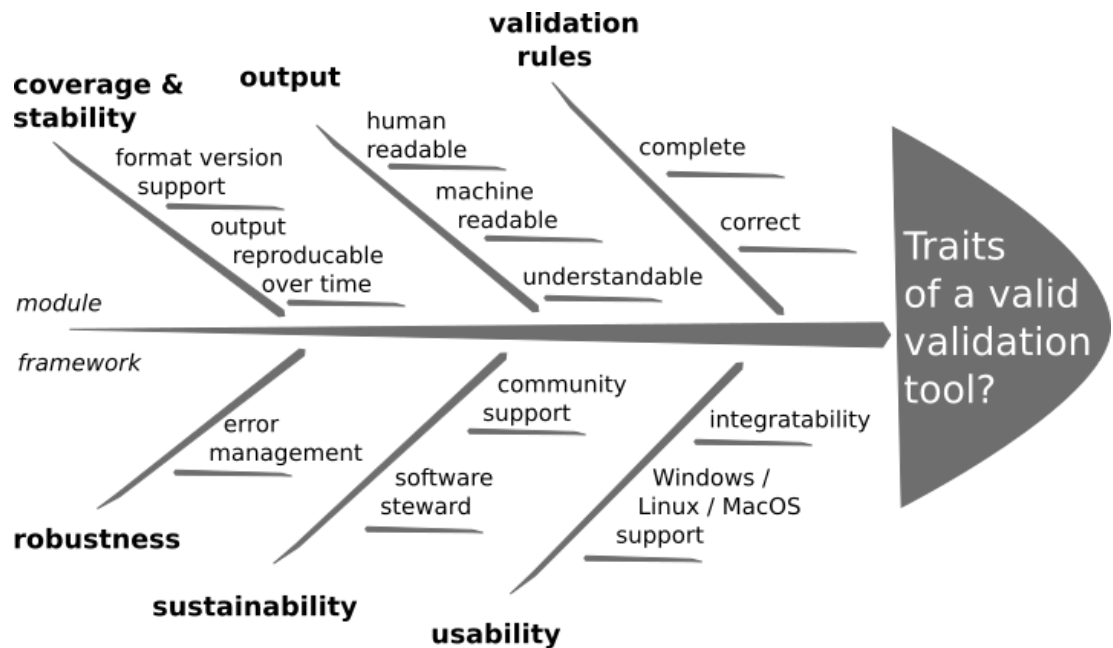 validation
rules
output
coverage &
stability
human
readable
format version
support
complete
machine
readable
output
reproducable
over time
correct
understandable
Traits
of a valid
validation
tool?
module
framework
community
support
integratability
error
management
software
steward
Windows /
Linux / MacOS
support
robustness
sustainability
usability